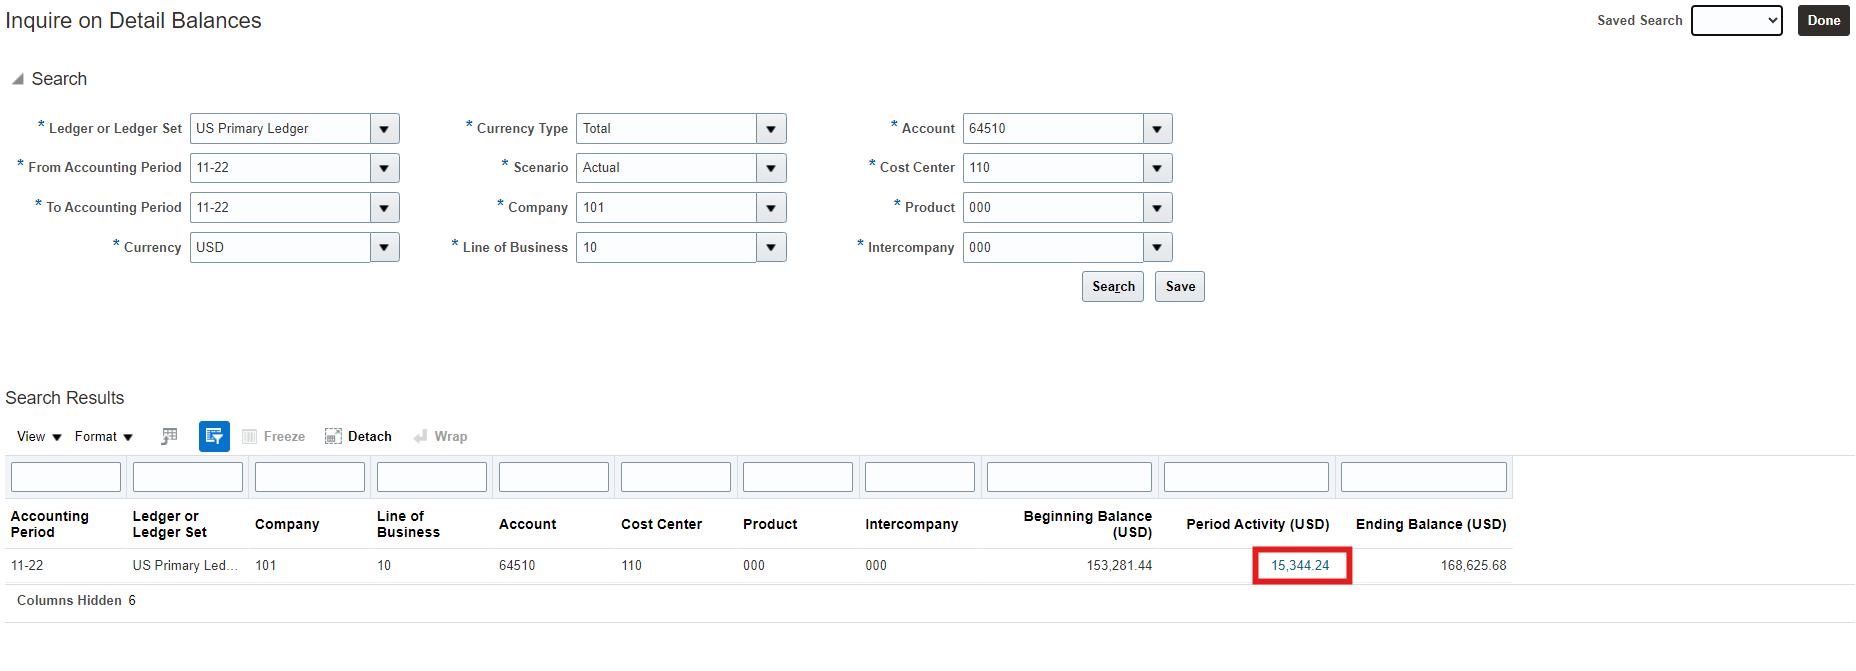 Inquire on Detail Balances
Saved Search
Done
Search
* Ledger or Ledger Set US Primary Ledger
* Currency Type Total
* Account 64510
* From Accounting Period 11-22
* Scenario Actual
* Cost Center 110
* To Accounting Period 11-22
* Company 101
* Product 000
* Currency USD
* Line of Business 10
* Intercompany 000
Search Save
Search Results
View Format Freeze Detach Wrap
Accounting Period
Ledger or Ledger Set
Company
Line of Business
Account
Cost Center
Product
Intercompany
Beginning Balance (USD)
Period Activity (USD)
Ending Balance (USD)
11-22 US Primary Led... 101 10 64510 110 000 000 153,281.44 15,344.24 168,625.68
Columns Hidden 6